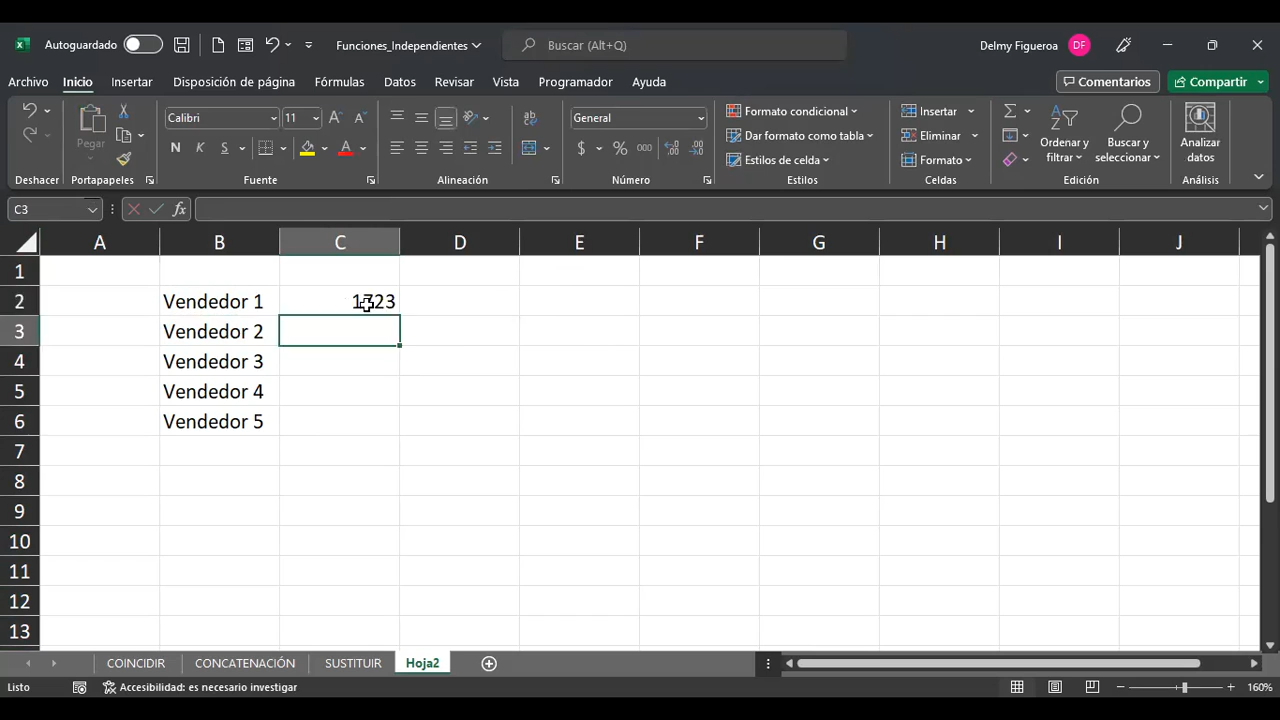 Autoguardado
Funciones_Independientes
Buscar (Alt+Q)
Delmy Figueroa
DF
Archivo
Inicio
Insertar
Disposición de página
Fórmulas
Datos
Revisar
Vista
Programador
Ayuda
Comentarios
Compartir
Pegar
Calibri
11
A
A
N
K
S
A
ab
General
$
%
000
Formato condicional
Dar formato como tabla
Estilos de celda
Insertar
Eliminar
Formato
Ordenar y
filtrar
Buscar y
seleccionar
Analizar
datos
Deshacer
Portapapeles
Fuente
Alineación
Número
Estilos
Celdas
Edición
Análisis
C3
fx
A B C D E F G H I J
1
2 Vendedor 1 1723
3 Vendedor 2
4 Vendedor 3
5 Vendedor 4
6 Vendedor 5
7
8
9
10
11
12
13
COINCIDIR
CONCATENACIÓN
SUSTITUIR
Hoja2
Listo
Accesibilidad: es necesario investigar
160%